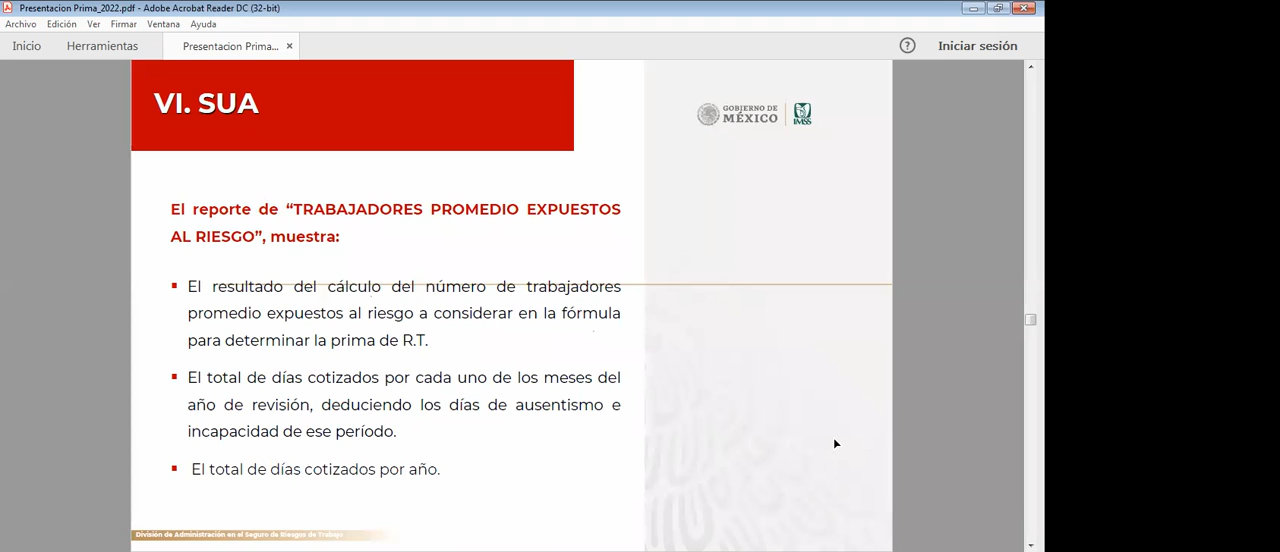 Presentacion Prima_2022.pdf - Adobe Acrobat Reader DC (32-bit)
Archivo Edición Ver Firmar Ventana Ayuda
Inicio Herramientas Presentacion Prima... × ? Iniciar sesión
VI. SUA
GOBIERNO DE
MÉXICO
IMSS
El reporte de “TRABAJADORES PROMEDIO EXPUESTOS
AL RIESGO”, muestra:
▪ El resultado del cálculo del número de trabajadores
promedio expuestos al riesgo a considerar en la fórmula
para determinar la prima de R.T.
▪ El total de días cotizados por cada uno de los meses del
año de revisión, deduciendo los días de ausentismo e
incapacidad de ese período.
▪ El total de días cotizados por año.
División de Administración en el Seguro de Riesgos de Trabajo